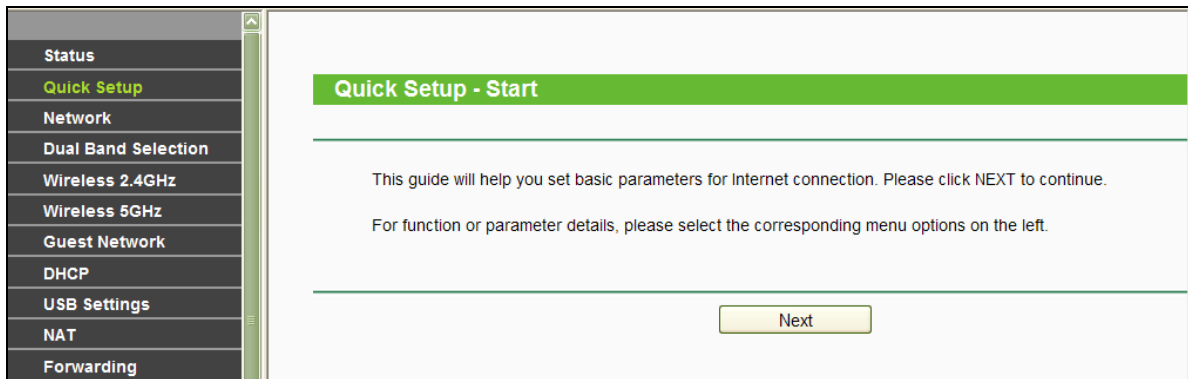 Status
Quick Setup
Network
Dual Band Selection
Wireless 2.4GHz
Wireless 5GHz
Guest Network
DHCP
USB Settings
NAT
Forwarding
Quick Setup - Start
This guide will help you set basic parameters for Internet connection. Please click NEXT to continue.
For function or parameter details, please select the corresponding menu options on the left.
Next